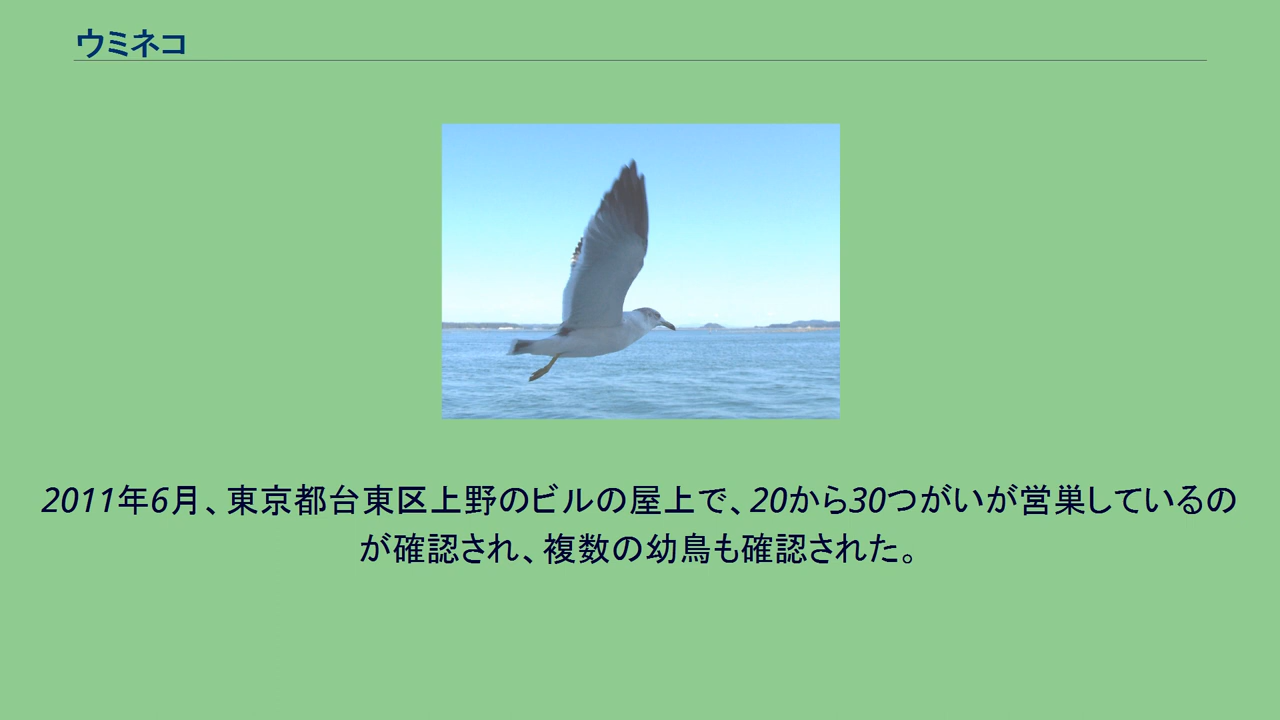 ウミネコ
2011年6月、東京都台東区上野のビルの屋上で、20から30つがいが営巣しているの
が確認され、複数の幼鳥も確認された。